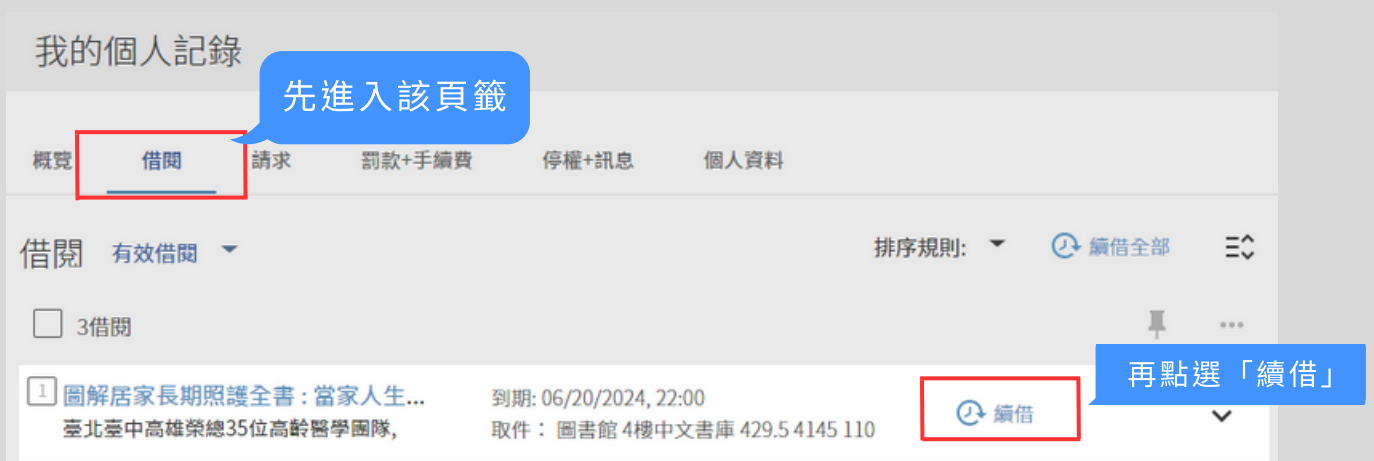 我的個人記錄
先進入該頁籤
概覽 借閱 請求 罰款+手續費 停權+訊息 個人資料
借閱 有效借閱 排序規則: 續借全部
3借閱
再點選「續借」
1 圖解居家長期照護全書 : 當家人生... 到期: 06/20/2024, 22:00 續借
臺北臺中高雄榮總35位高齡醫學團隊, 取件： 圖書館 4樓中文書庫 429.5 4145 110